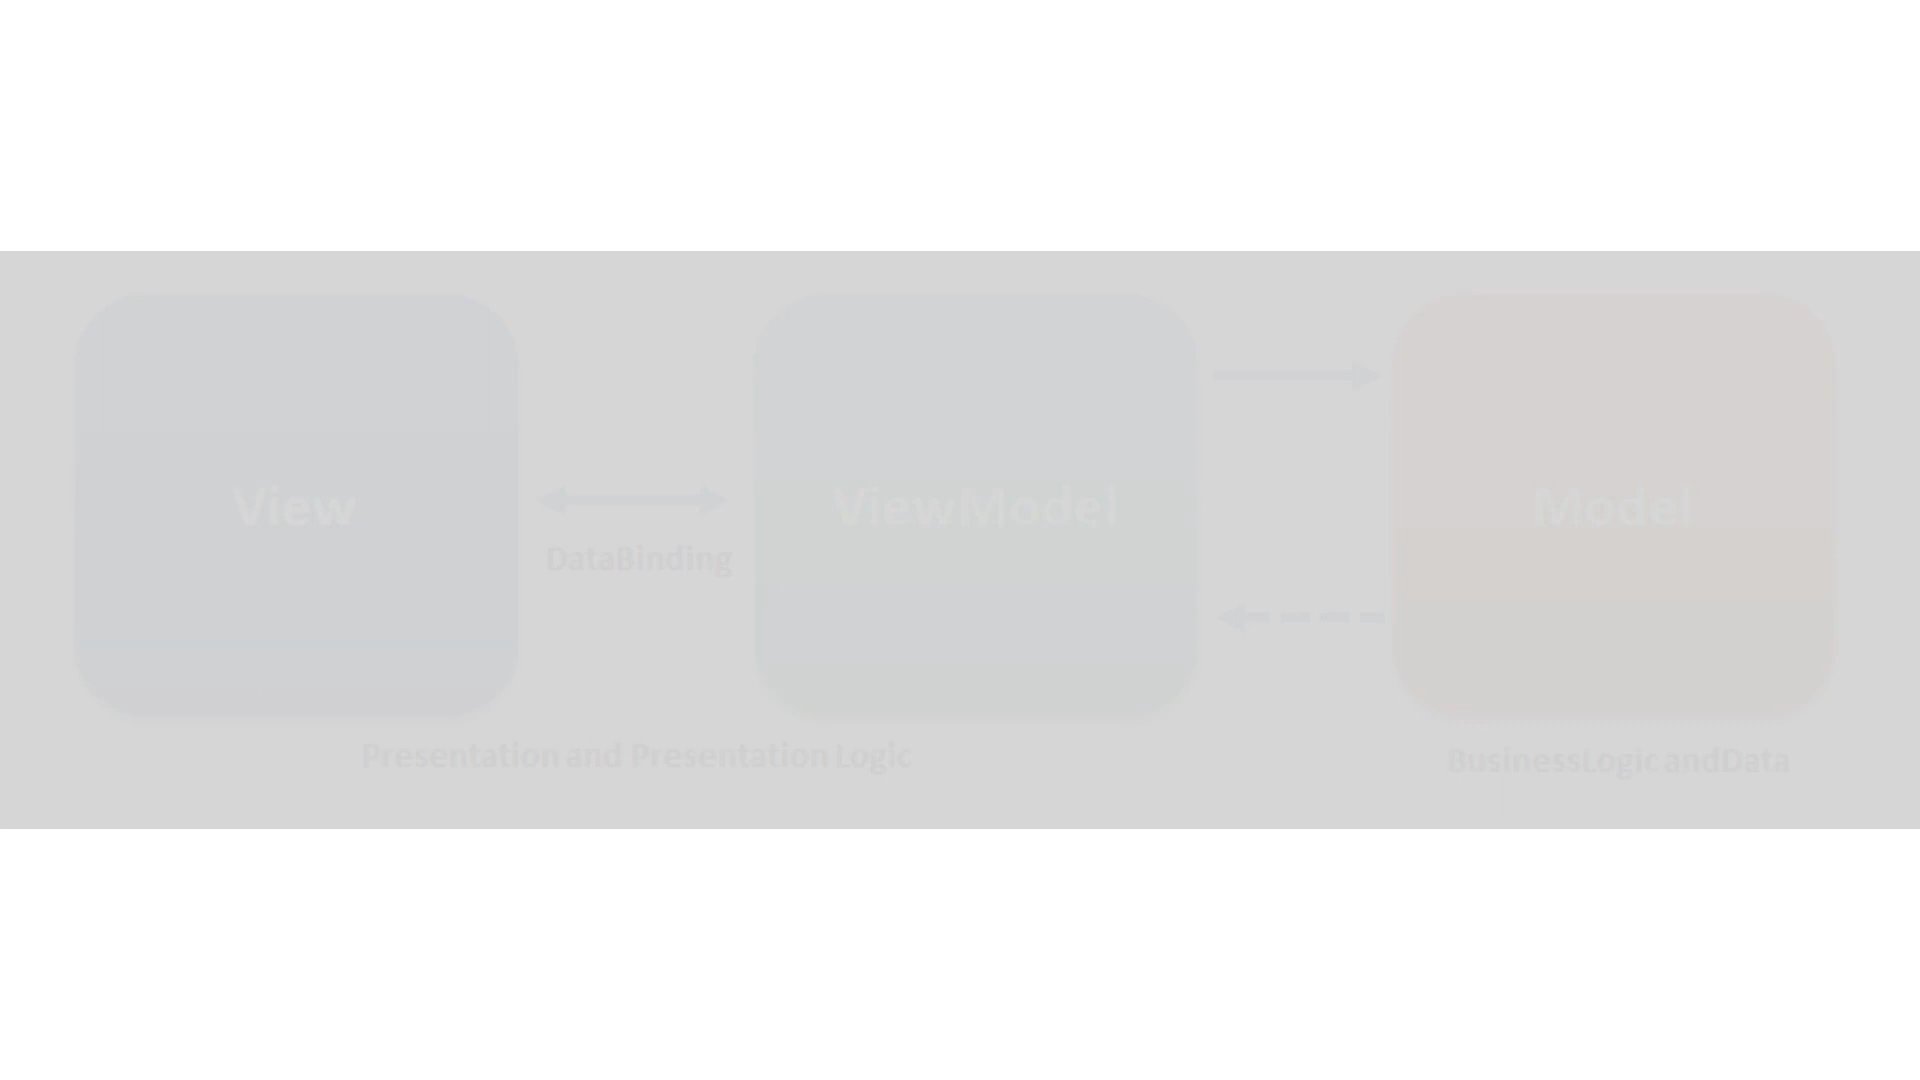 View
ViewModel
Model
DataBinding
Presentation and Presentation Logic
BusinessLogicandData